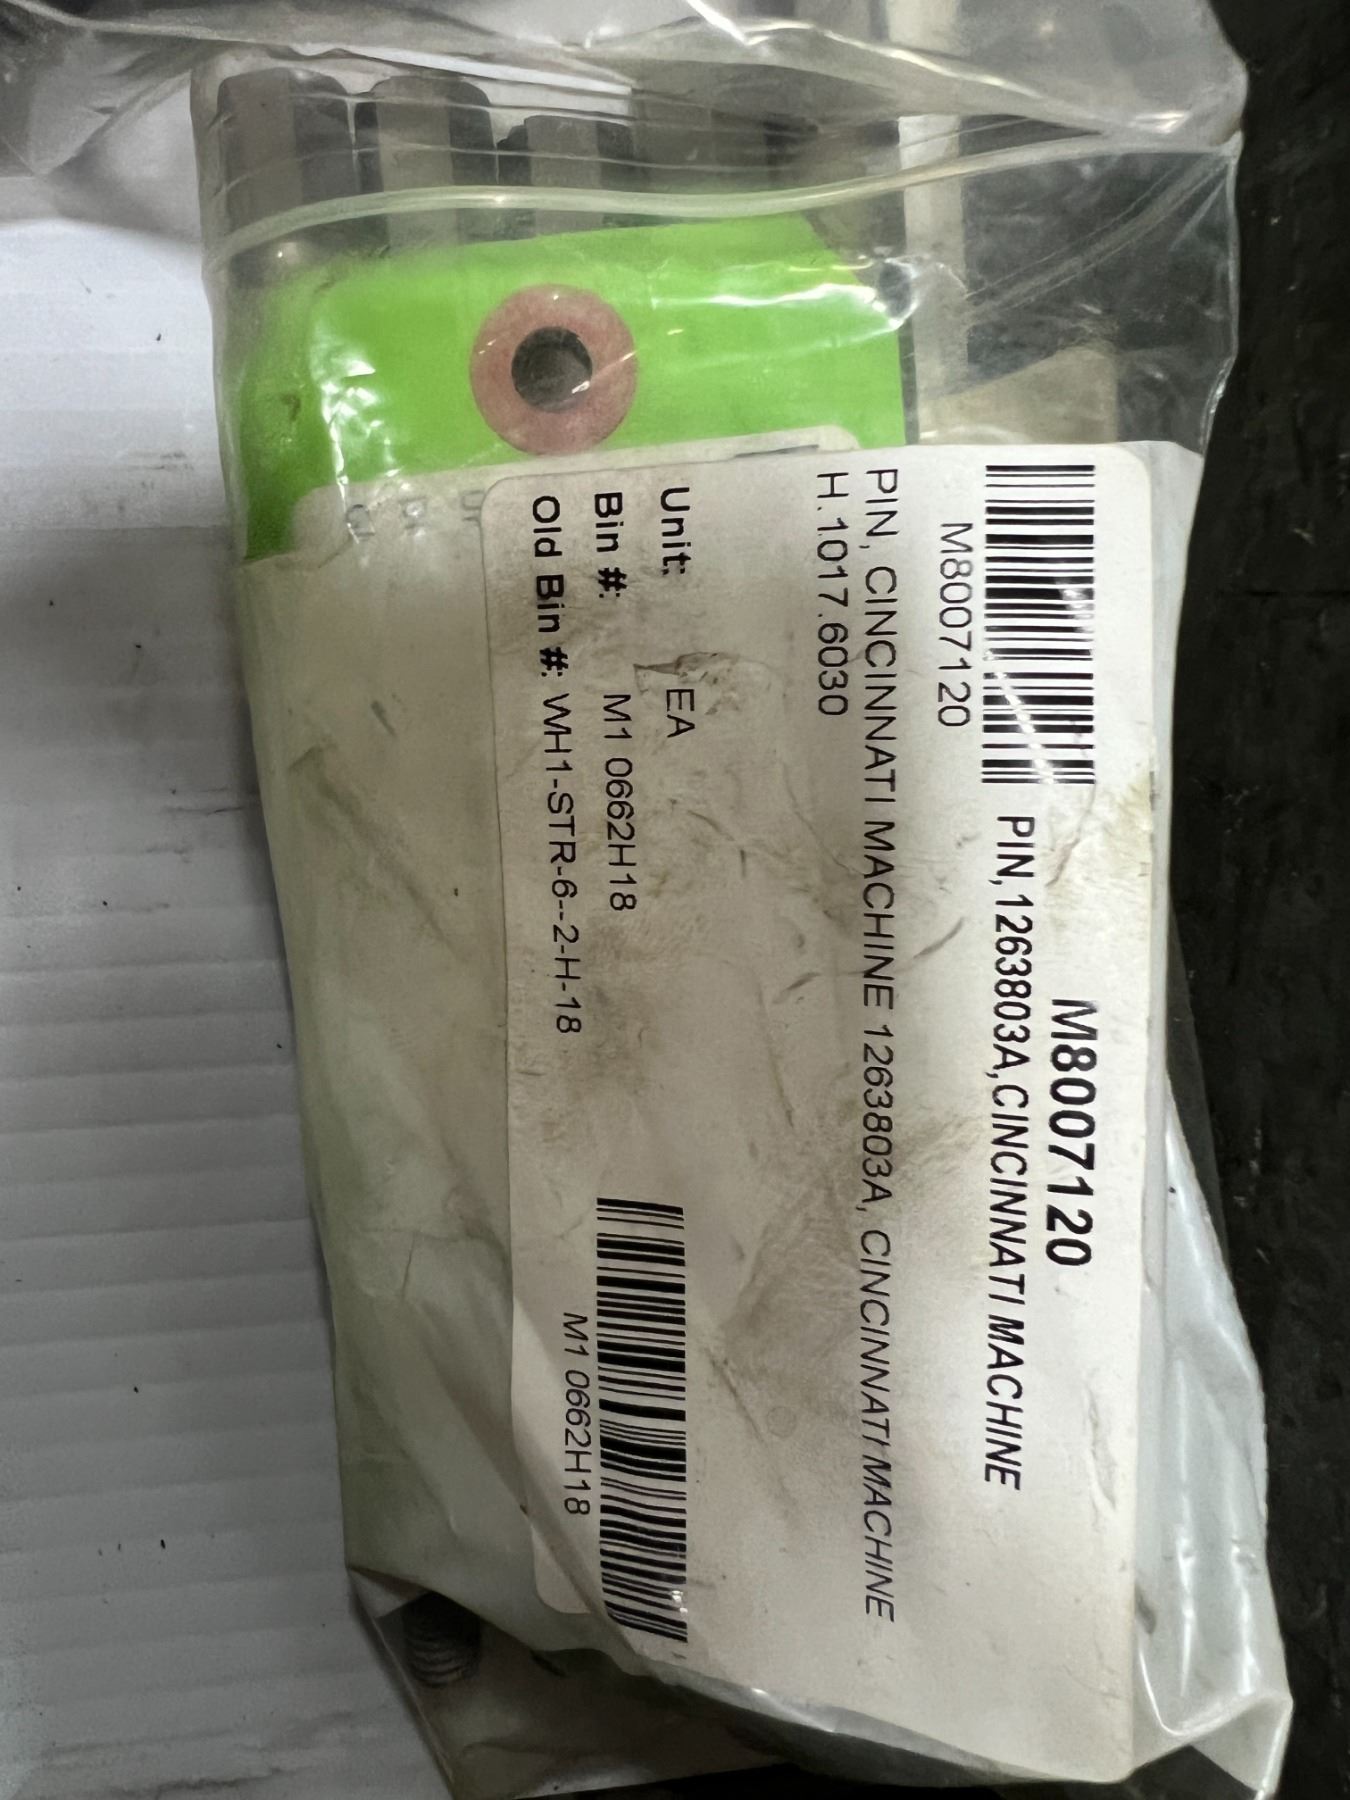 M8007120
PIN,1263803A,CINCINNATI MACHINE
M8007120
PIN, CINCINNATI MACHINE 1263803A, CINCINNATI MACHINE
H.1017.6030
Unit: EA
Bin #: M1 0662H18
Old Bin #: WH1-STR-6--2-H-18
M1 0662H18